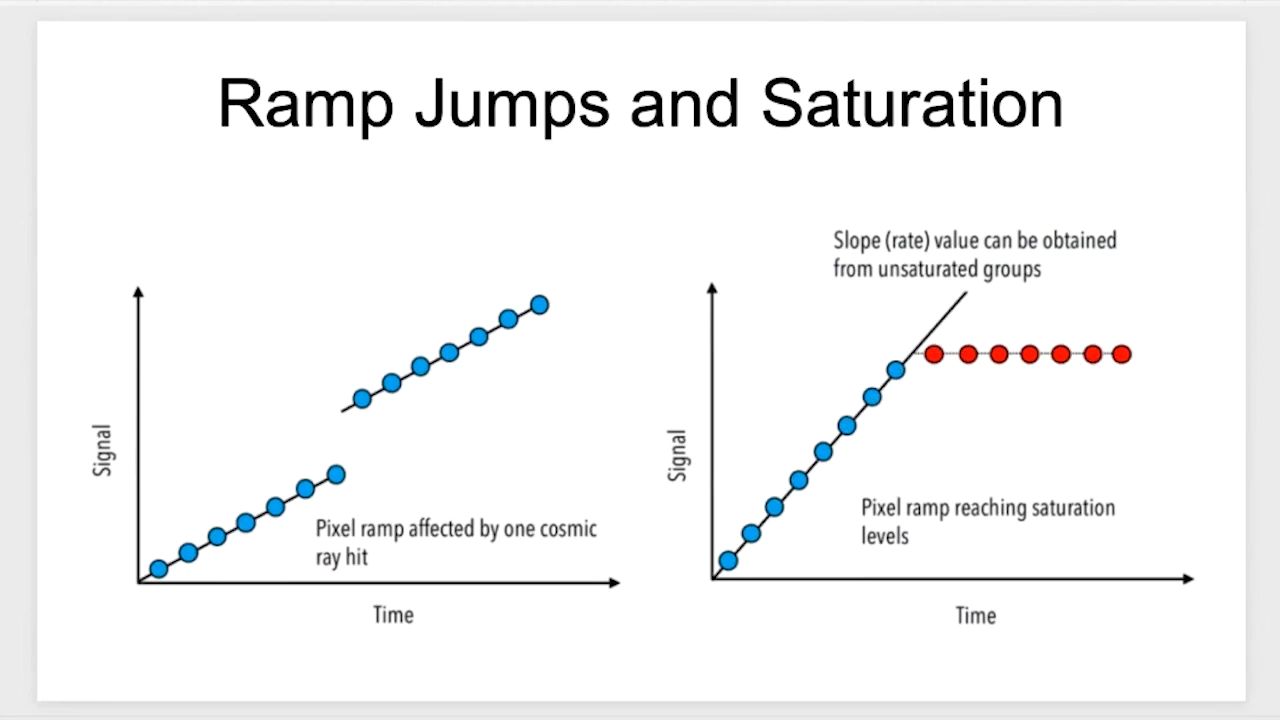 Ramp Jumps and Saturation
Signal
Pixel ramp affected by one cosmic
ray hit
Time
Slope (rate) value can be obtained
from unsaturated groups
Signal
Pixel ramp reaching saturation
levels
Time